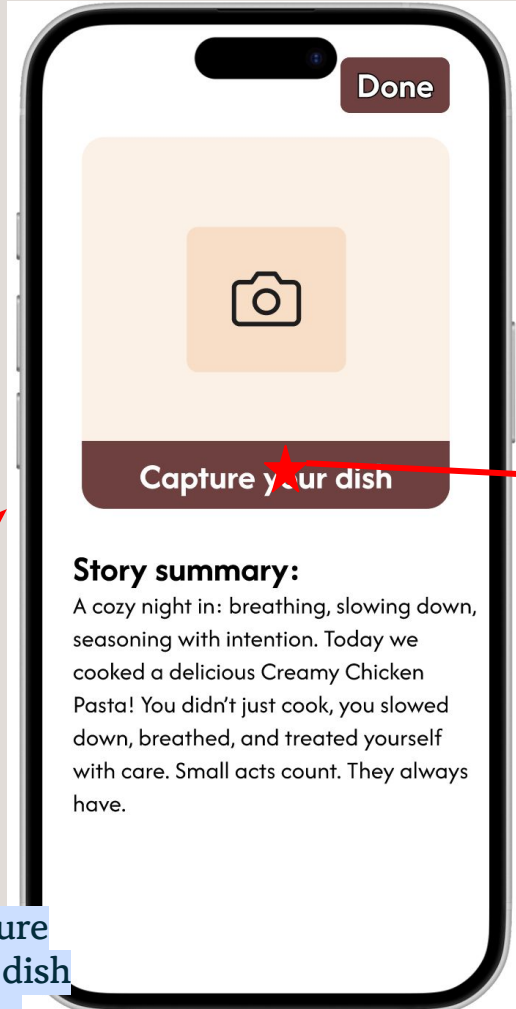 Done
Capture your dish
Story summary:
A cozy night in: breathing, slowing down,
seasoning with intention. Today we
cooked a delicious Creamy Chicken
Pasta! You didn’t just cook, you slowed
down, breathed, and treated yourself
with care. Small acts count. They always
have.
ure
dish